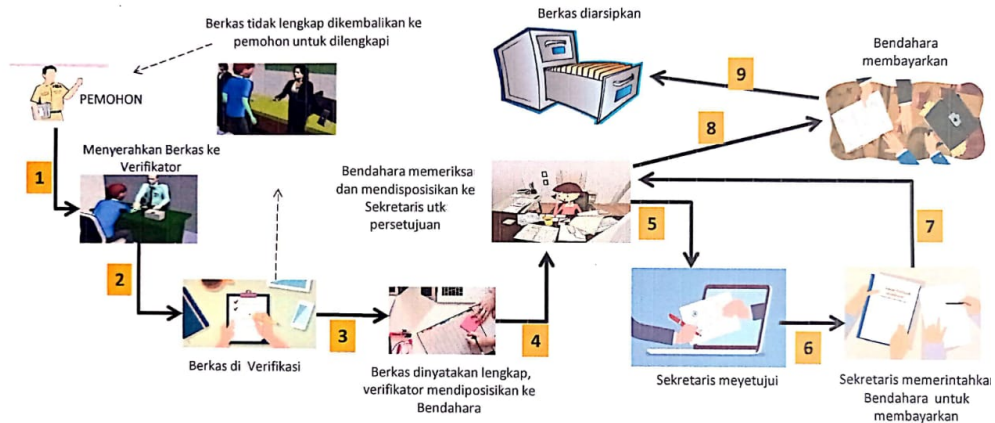 Berkas tidak lengkap dikembalikan ke
pemohon untuk dilengkapi
PEMOHON
1
Menyerahkan Berkas ke
Verifikator
2
Berkas di Verifikasi
3
Berkas dinyatakan lengkap,
verifikator mendiposisikan ke
Bendahara
4
Bendahara memeriksa
dan mendisposisikan ke
Sekretaris utk
persetujuan
5
Sekretaris meyetujui
6
Sekretaris memerintahkan
Bendahara untuk
membayarkan
7
8
Bendahara
membayarkan
9
Berkas diarsipkan